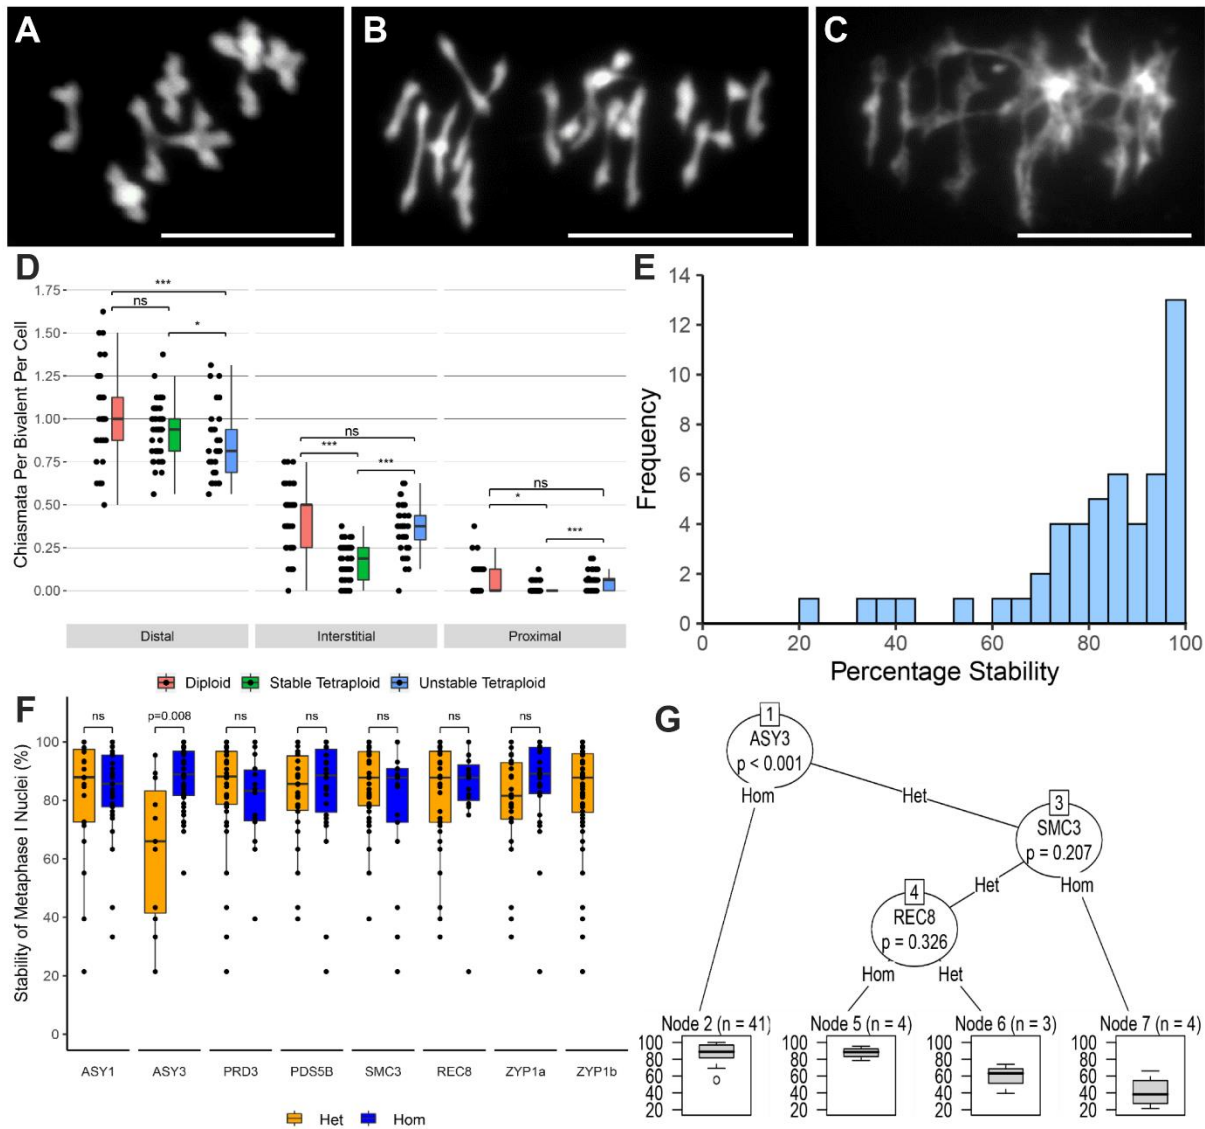 A
B
C
D
Chiasmata Per Bivalent Per Cell
1.75
1.50
1.25
1.00
0.75
0.50
0.25
0.00
***
ns
*
ns
***
***
ns
*
***
Distal
Interstitial
Proximal
Diploid
Stable Tetraploid
Unstable Tetraploid
E
Frequency
14
12
10
8
6
4
2
0
0
20
40
60
80
100
Percentage Stability
F
Stability of Metaphase I Nuclei (%)
100
80
60
40
20
0
ns
p=0.008
ns
ns
ns
ns
ns
ASY1
ASY3
PRD3
PDS5B
SMC3
REC8
ZYP1a
ZYP1b
Het
Hom
G
1
ASY3
p < 0.001
Hom
Het
3
SMC3
p = 0.207
Het
Hom
4
REC8
p = 0.326
Hom
Het
Node 2 (n = 41)
100
80
60
40
20
Node 5 (n = 4)
100
80
60
40
20
Node 6 (n = 3)
100
80
60
40
20
Node 7 (n = 4)
100
80
60
40
20